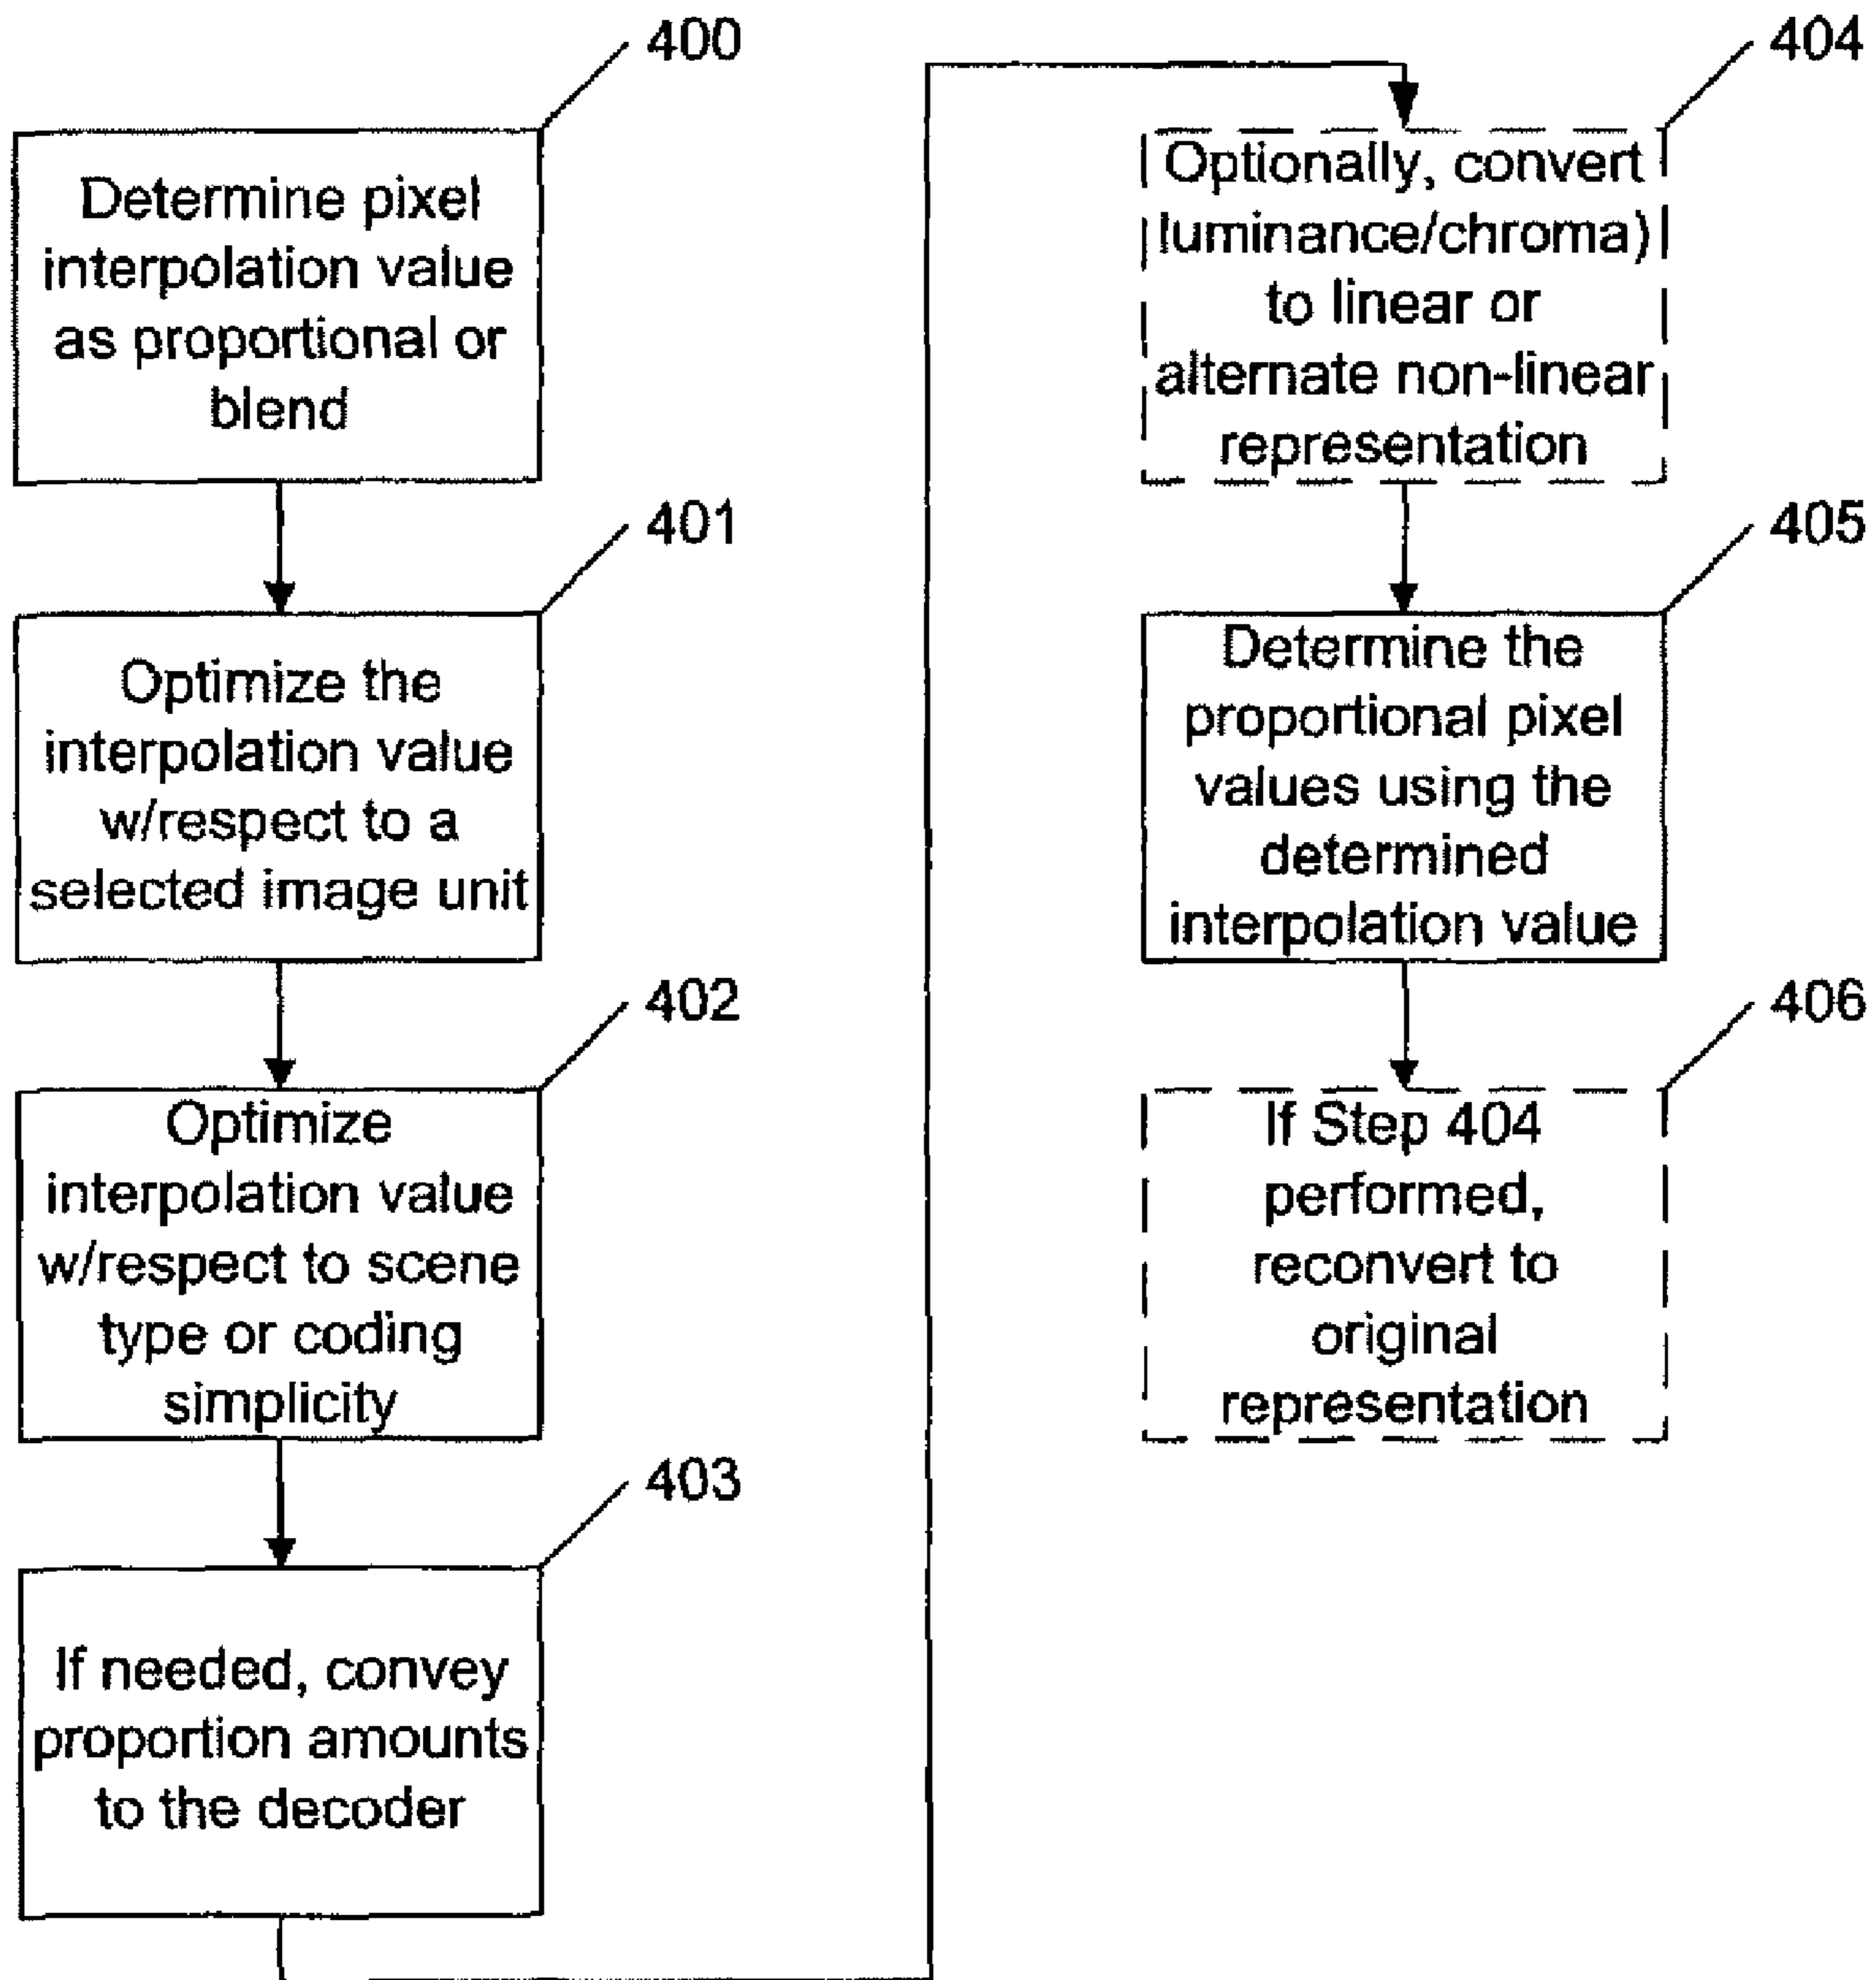 400
Determine pixel
interpolation value
as proportional or
blend
401
Optimize the
interpolation value
w/respect to a
selected image unit
402
Optimize
interpolation value
w/respect to scene
type or coding
simplicity
403
If needed, convey
proportion amounts
to the decoder
404
Optionally, convert
luminance/chroma)
to linear or
alternate non-linear
representation
405
Determine the
proportional pixel
values using the
determined
interpolation value
406
If Step 404
performed,
reconvert to
original
representation